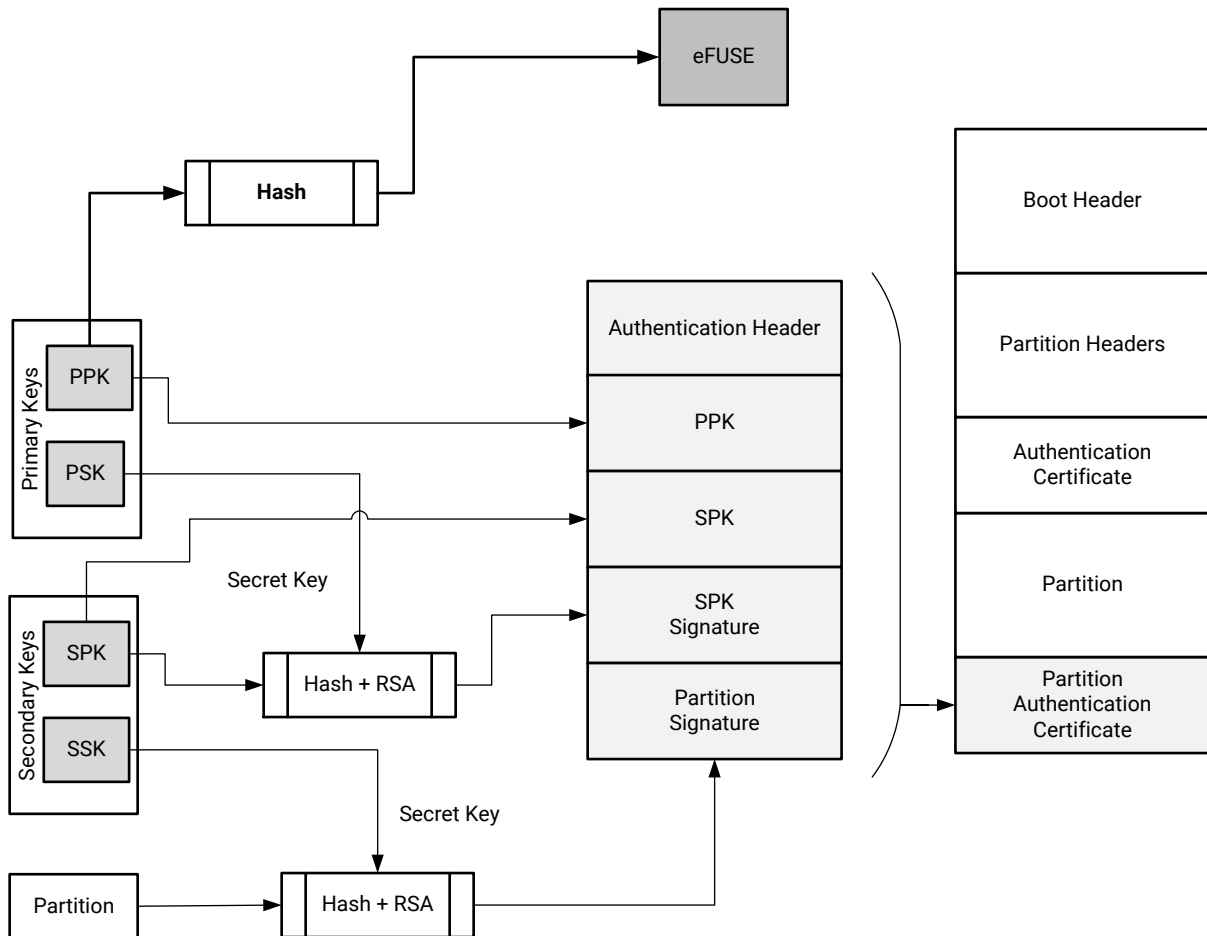 eFUSE
Hash
Boot Header
Authentication Header
Partition Headers
Primary Keys
PPK
PPK
PSK
Authentication
Certificate
SPK
Secret Key
Partition
Secondary Keys
SPK
SPK
Signature
Hash + RSA
Partition
Signature
Partition
Authentication
Certificate
SSK
Secret Key
Partition
Hash + RSA